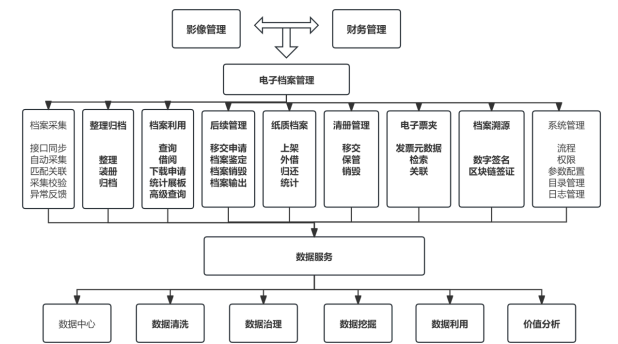 影像管理
财务管理
电子档案管理
档案采集
接口同步
自动采集
匹配关联
采集校验
异常反馈
整理归档
整理
装册
归档
档案利用
查询
借阅
下载申请
统计展板
高级查询
后续管理
移交申请
档案鉴定
档案销毁
档案输出
纸质档案
上架
外借
归还
统计
清册管理
移交
保管
销毁
电子票夹
发票元数据
检索
关联
档案溯源
数字签名
区块链签证
系统管理
流程
权限
参数配置
目录管理
日志管理
数据服务
数据中心
数据清洗
数据治理
数据挖掘
数据利用
价值分析